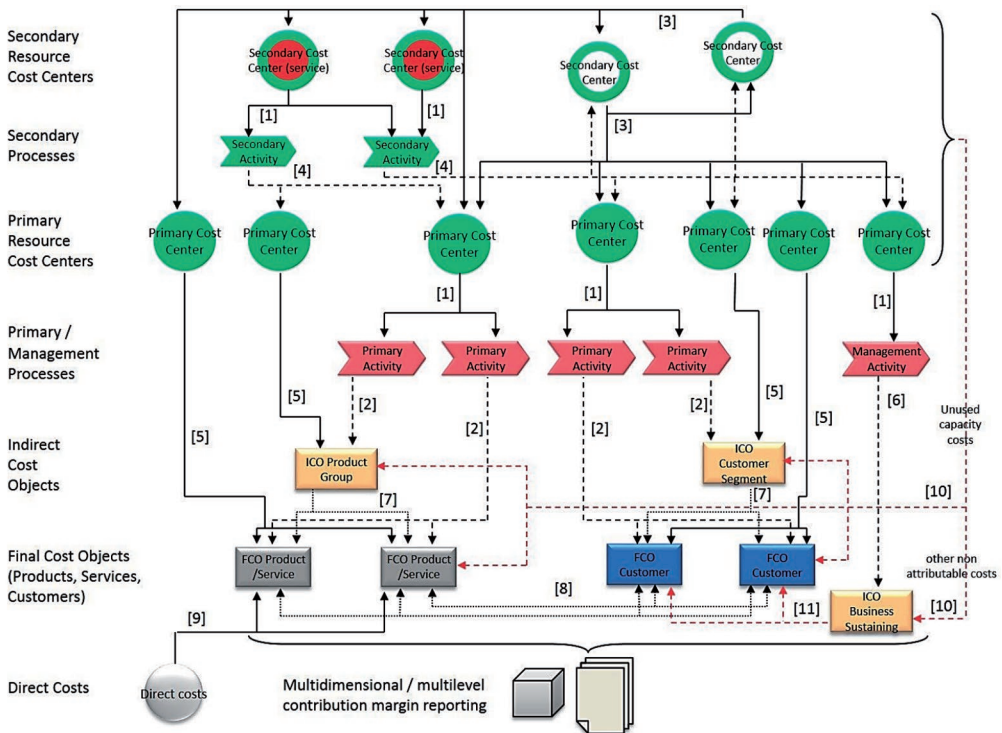 Secondary
Resource
Cost Centers
Secondary Cost
Center (service)
Secondary Cost
Center (service)
Secondary Cost
Center
Secondary Cost
Center
[3]
[1]
[1]
[3]
Secondary
Processes
Secondary
Activity
Secondary
Activity
[4]
[4]
Primary
Resource
Cost Centers
Primary Cost
Center
Primary Cost
Center
Primary Cost
Center
Primary Cost
Center
Primary Cost
Center
Primary Cost
Center
Primary Cost
Center
[1]
[1]
[1]
Primary /
Management
Processes
Primary
Activity
Primary
Activity
Primary
Activity
Primary
Activity
Management
Activity
[5]
[2]
[2]
[2]
[2]
[5]
[5]
[6]
[5]
Unused
capacity
costs
Indirect
Cost
Objects
ICO Product
Group
ICO
Customer
Segment
[7]
[7]
[10]
Final Cost Objects
(Products, Services,
Customers)
FCO Product
/Service
FCO Product
/Service
FCO
Customer
FCO
Customer
other non
attributable costs
[8]
[11]
ICO
Business
Sustaining
[10]
[9]
Direct Costs
Direct costs
Multidimensional / multilevel
contribution margin reporting